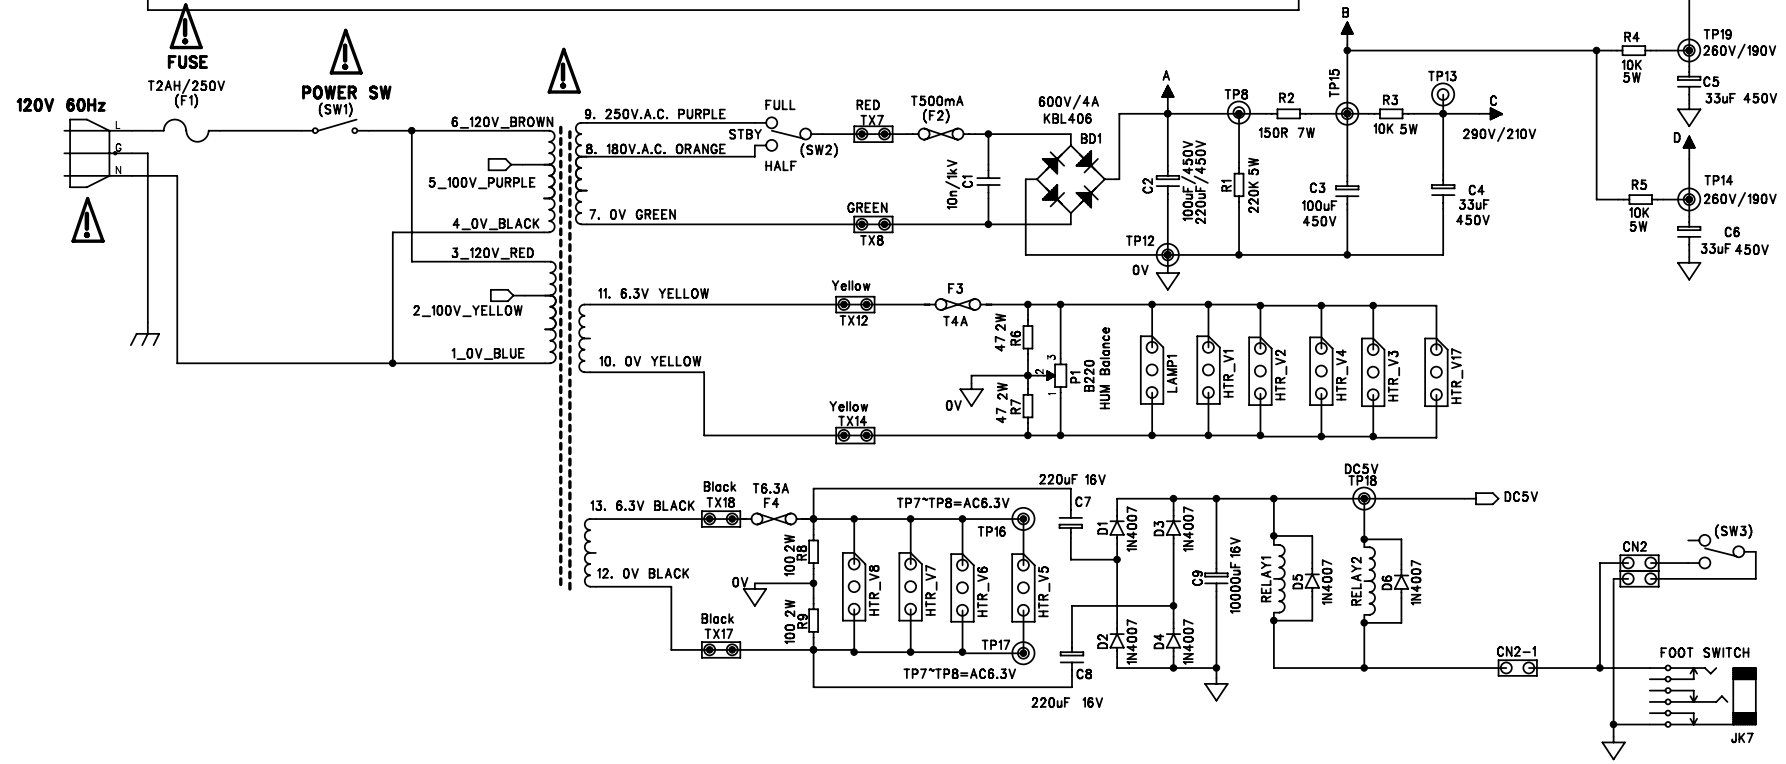 120V 60Hz
L
G
N
FUSE
T2AH/250V
(F1)
POWER SW
(SW1)
6_120V_BROWN
5_100V_PURPLE
4_0V_BLACK
3_120V_RED
2_100V_YELLOW
1_0V_BLUE
9. 250V.A.C. PURPLE
8. 180V.A.C. ORANGE
7. 0V GREEN
FULL
STBY
(SW2)
HALF
RED
TX7
T500mA
(F2)
GREEN
TX8
C1
10n/1kV
600V/4A
KBL406
BD1
A
C2
100uF/450V
220uF/450V
TP12
0V
TP8
R1
220K 5W
R2
150R 7W
B
TP15
C3
100uF
450V
R3
10K 5W
TP13
C
290V/210V
C4
33uF
450V
R4
10K
5W
TP19
260V/190V
C5
33uF 450V
D
R5
10K
5W
TP14
260V/190V
C6
33uF 450V
11. 6.3V YELLOW
10. 0V YELLOW
Yellow
TX12
F3
T4A
Yellow
TX14
47 2W
R6
47 2W
R7
0V
3
2
1
P1
B220
HUM Balance
LAMP1
HTR_V1
HTR_V2
HTR_V4
HTR_V3
HTR_V17
13. 6.3V BLACK
12. 0V BLACK
Black
TX18
T6.3A
F4
Black
TX17
100 2W
R8
100 2W
R9
0V
TP7~TP8=AC6.3V
TP16
HTR_V8
HTR_V7
HTR_V6
HTR_V5
TP17
TP7~TP8=AC6.3V
220uF 16V
C7
C8
220uF 16V
D1
1N4007
D3
1N4007
D2
1N4007
D4
1N4007
C9
10000uF 16V
RELAY1
D5
1N4007
DC5V
TP18
RELAY2
D6
1N4007
DC5V
CN2
(SW3)
CN2-1
FOOT SWITCH
JK7